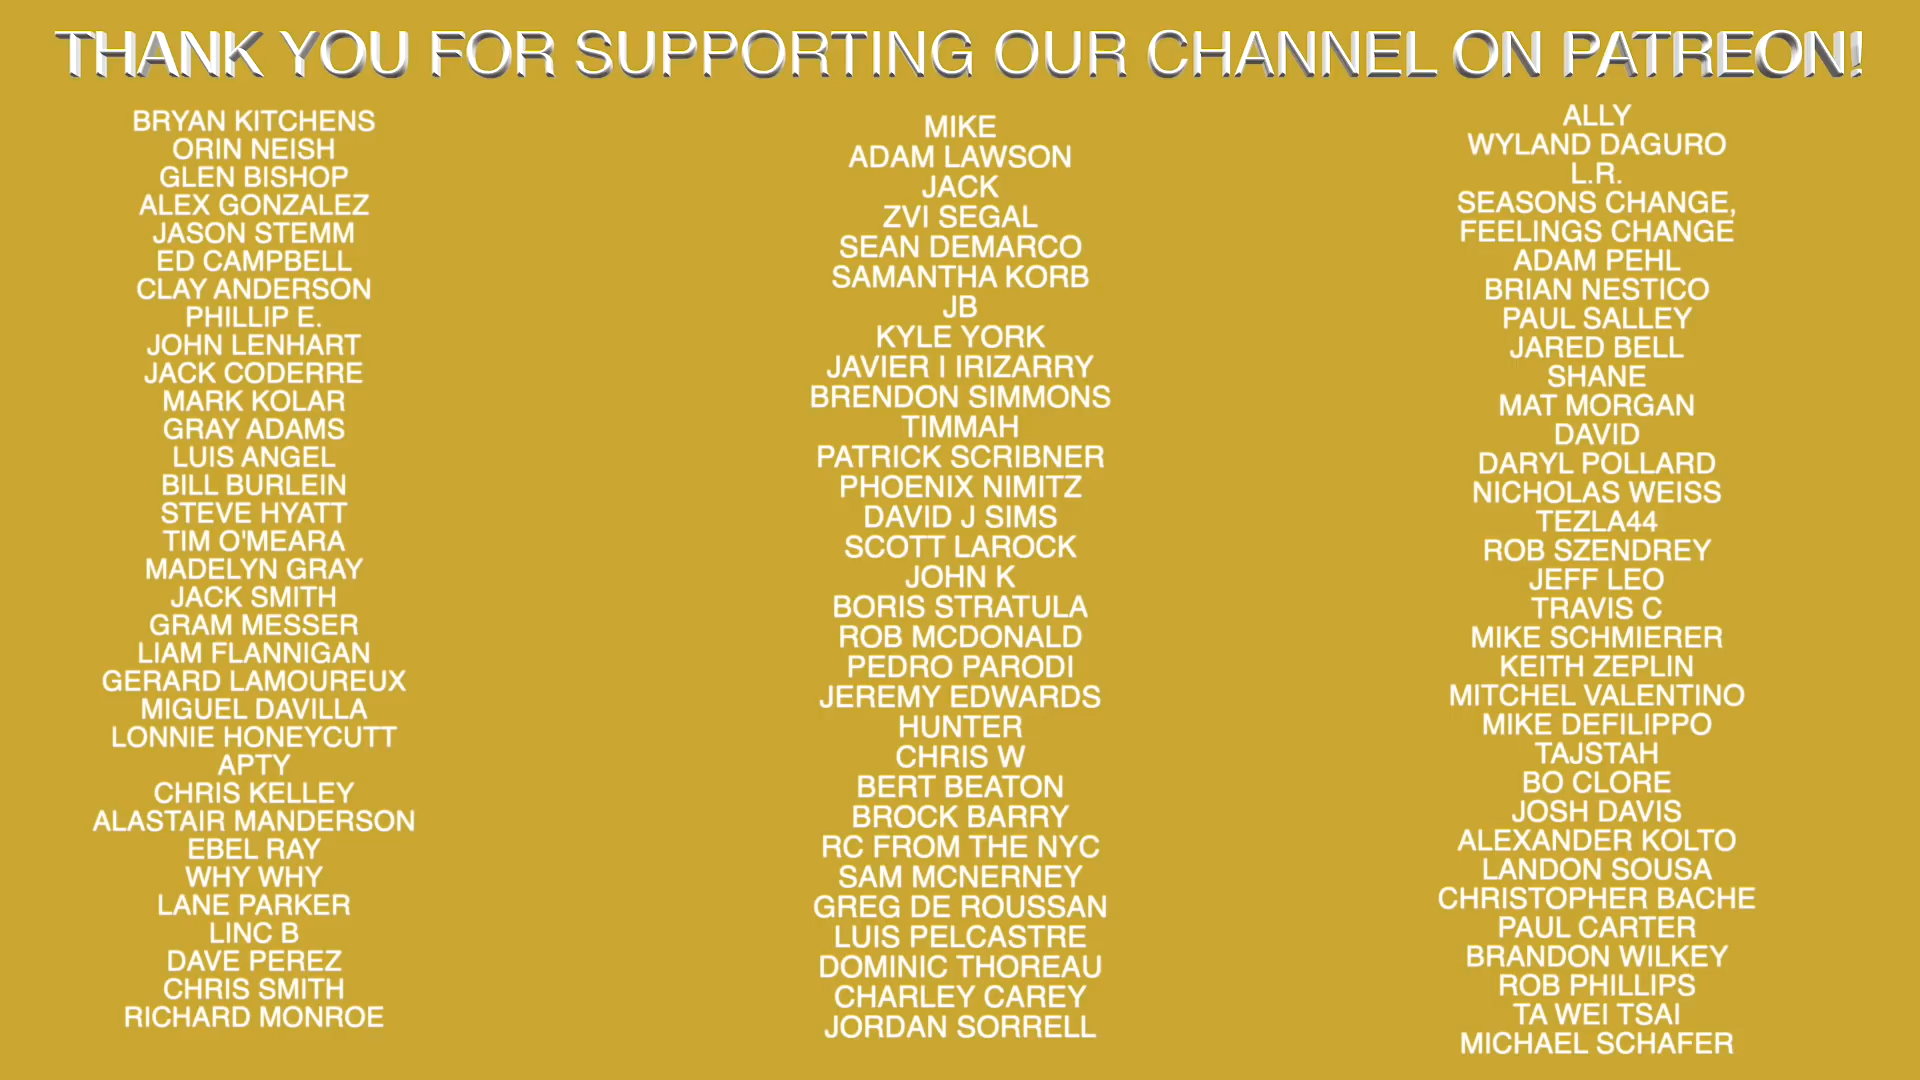 THANK YOU FOR SUPPORTING OUR CHANNEL ON PATREON!
BRYAN KITCHENS
ORIN NEISH
GLEN BISHOP
ALEX GONZALEZ
JASON STEMM
ED CAMPBELL
CLAY ANDERSON
PHILLIP E.
JOHN LENHART
JACK CODERRE
MARK KOLAR
GRAY ADAMS
LUIS ANGEL
BILL BURLEIN
STEVE HYATT
TIM O'MEARA
MADELYN GRAY
JACK SMITH
GRAM MESSER
LIAM FLANNIGAN
GERARD LAMOUREUX
MIGUEL DAVILLA
LONNIE HONEYCUTT
APTY
CHRIS KELLEY
ALASTAIR MANDERSON
EBEL RAY
WHY WHY
LANE PARKER
LINC B
DAVE PEREZ
CHRIS SMITH
RICHARD MONROE
MIKE
ADAM LAWSON
JACK
ZVI SEGAL
SEAN DEMARCO
SAMANTHA KORB
JB
KYLE YORK
JAVIER I IRIZARRY
BRENDON SIMMONS
TIMMAH
PATRICK SCRIBNER
PHOENIX NIMITZ
DAVID J SIMS
SCOTT LAROCK
JOHN K
BORIS STRATULA
ROB MCDONALD
PEDRO PARODI
JEREMY EDWARDS
HUNTER
CHRIS W
BERT BEATON
BROCK BARRY
RC FROM THE NYC
SAM MCNERNEY
GREG DE ROUSSAN
LUIS PELCASTRE
DOMINIC THOREAU
CHARLEY CAREY
JORDAN SORRELL
ALLY
WYLAND DAGURO
L.R.
SEASONS CHANGE,
FEELINGS CHANGE
ADAM PEHL
BRIAN NESTICO
PAUL SALLEY
JARED BELL
SHANE
MAT MORGAN
DAVID
DARYL POLLARD
NICHOLAS WEISS
TEZLA44
ROB SZENDREY
JEFF LEO
TRAVIS C
MIKE SCHMIERER
KEITH ZEPLIN
MITCHEL VALENTINO
MIKE DEFILIPPO
TAJSTAH
BO CLORE
JOSH DAVIS
ALEXANDER KOLTO
LANDON SOUSA
CHRISTOPHER BACHE
PAUL CARTER
BRANDON WILKEY
ROB PHILLIPS
TA WEI TSAI
MICHAEL SCHAFER